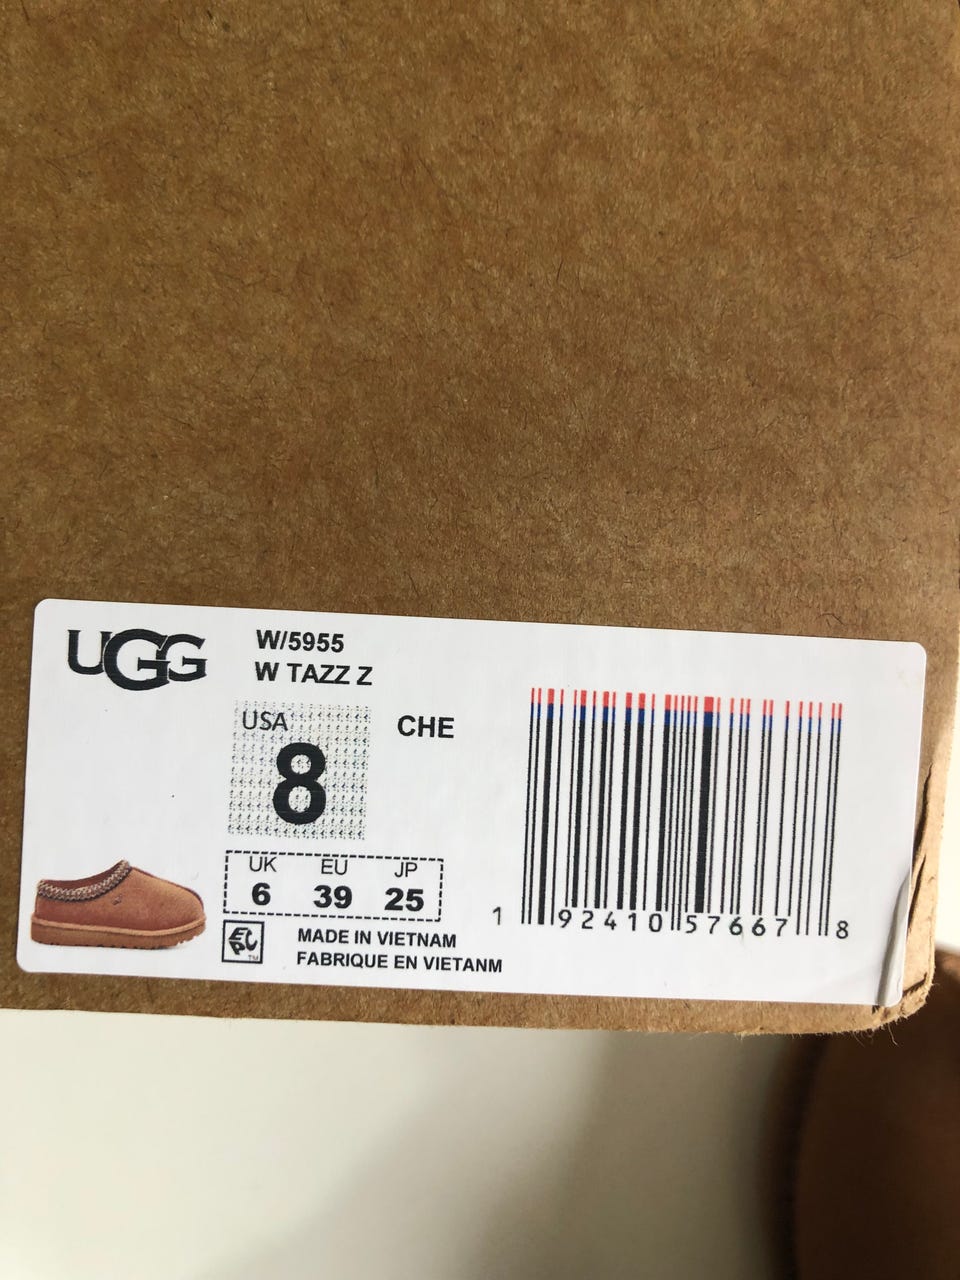 UGG
W/5955
W TAZZ Z
USA
8
CHE
UK EU JP
6 39 25
MADE IN VIETNAM
FABRIQUE EN VIETANM
1 92410 57667 8